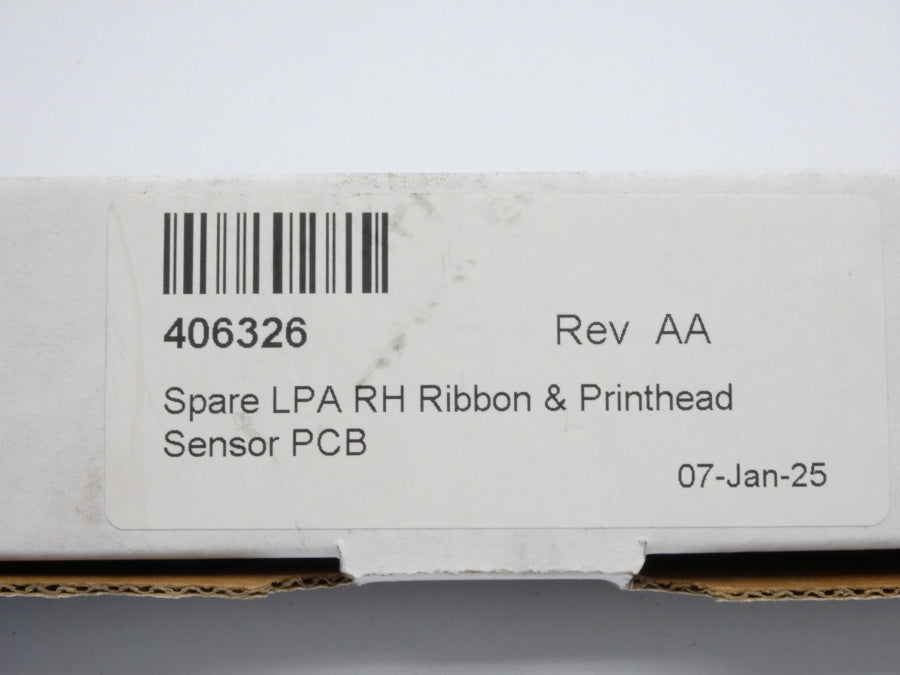 406326
Rev AA
Spare LPA RH Ribbon & Printhead
Sensor PCB
07-Jan-25